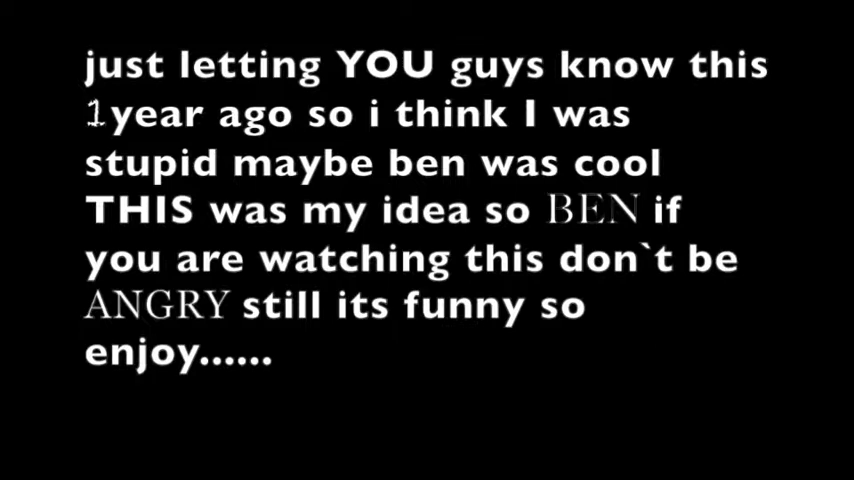 just letting YOU guys know this
1year ago so i think I was
stupid maybe ben was cool
THIS was my idea so BEN if
you are watching this don`t be
ANGRY still its funny so
enjoy......